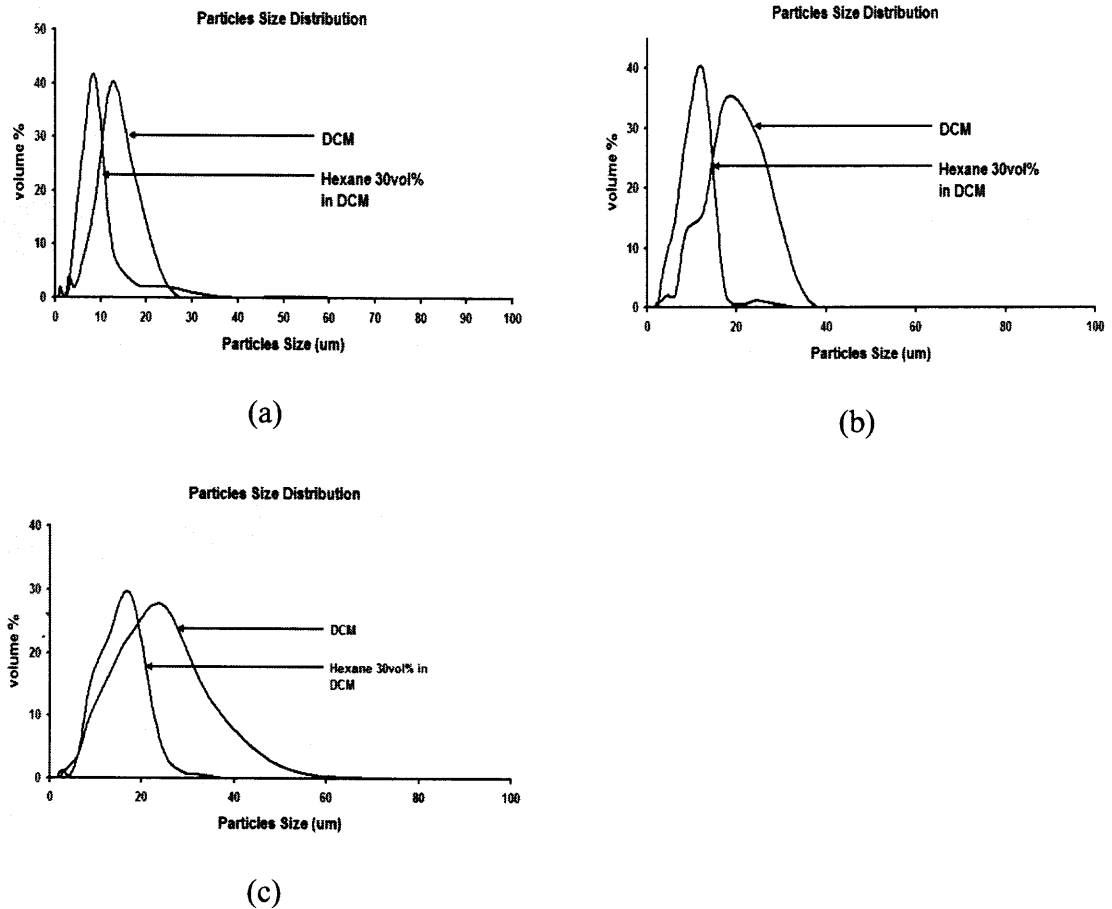 Particles Size Distribution
50
40
30
20
10
0
volume %
DCM
Hexane 30vol%
in DCM
0 10 20 30 40 50 60 70 80 90 100
Particles Size (um)
(a)
Particles Size Distribution
40
30
20
10
0
volume %
DCM
Hexane 30vol%
in DCM
0 20 40 60 80 100
Particles Size (um)
(b)
Particles Size Distribution
40
30
20
10
0
volume %
DCM
Hexane 30vol% in
DCM
0 20 40 60 80 100
Particles Size (um)
(c)